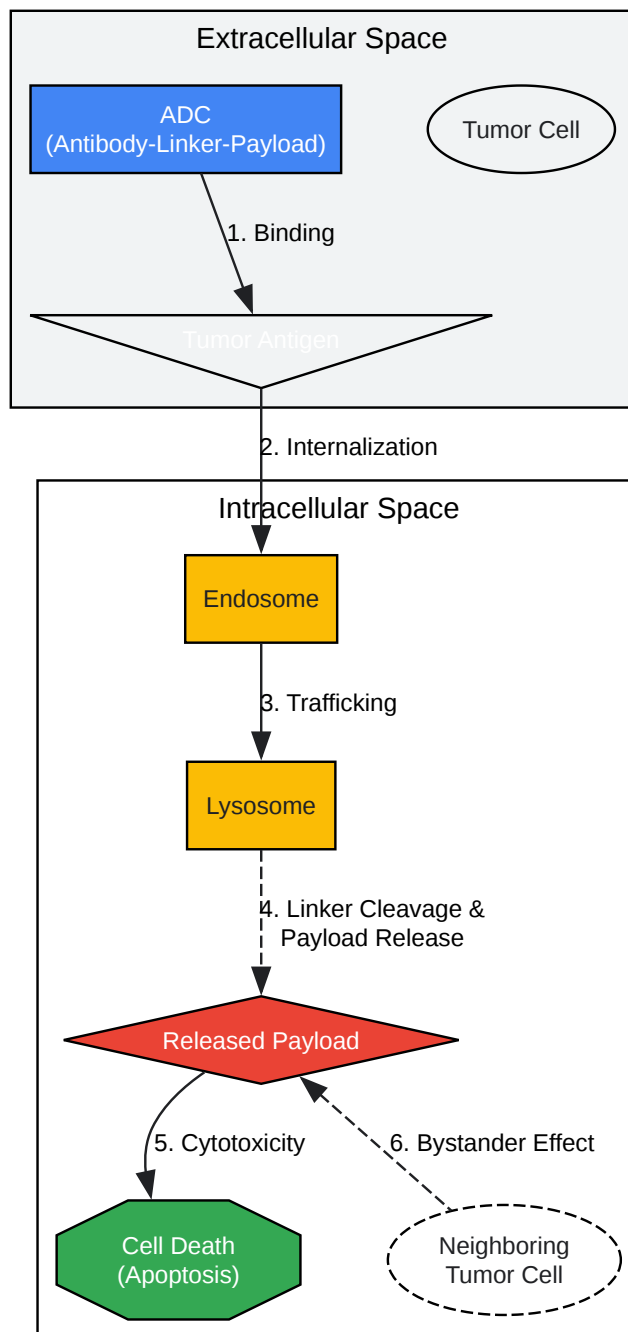 Extracellular Space
ADC
(Antibody-Linker-Payload)
Tumor Cell
1. Binding
Tumor Antigen
2. Internalization
Intracellular Space
Endosome
3. Trafficking
Lysosome
4. Linker Cleavage &
Payload Release
Released Payload
5. Cytotoxicity
6. Bystander Effect
Cell Death
(Apoptosis)
Neighboring
Tumor Cell